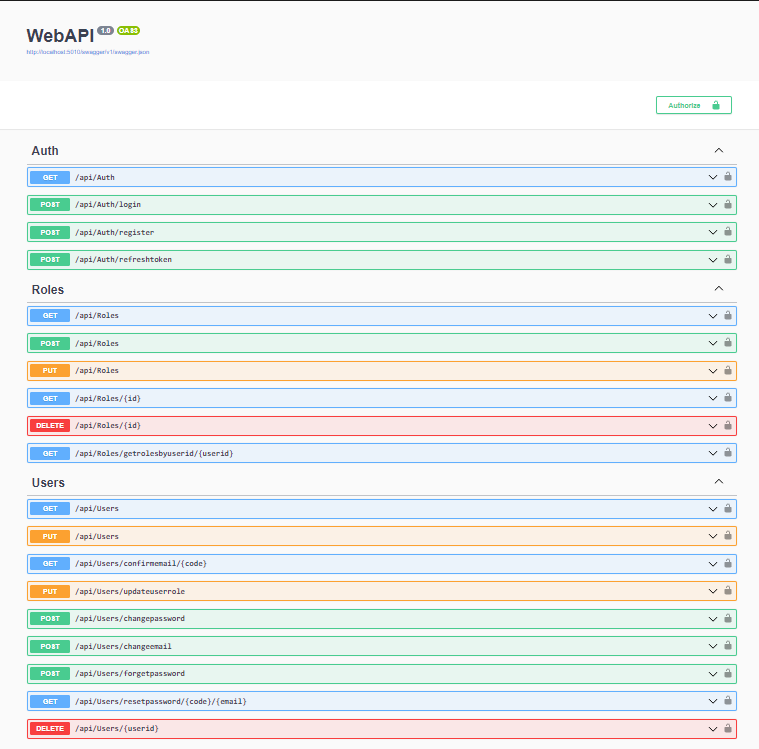 WebAPI 1.0 OAS3
http://localhost:5010/swagger/v1/swagger.json
Authorize
Auth
GET /api/Auth
POST /api/Auth/login
POST /api/Auth/register
POST /api/Auth/refreshtoken
Roles
GET /api/Roles
POST /api/Roles
PUT /api/Roles
GET /api/Roles/{id}
DELETE /api/Roles/{id}
GET /api/Roles/getrolesbyuserid/{userid}
Users
GET /api/Users
PUT /api/Users
GET /api/Users/confirmemail/{code}
PUT /api/Users/updateuserrole
POST /api/Users/changepassword
POST /api/Users/changeemail
POST /api/Users/forgetpassword
GET /api/Users/resetpassword/{code}/{email}
DELETE /api/Users/{userid}